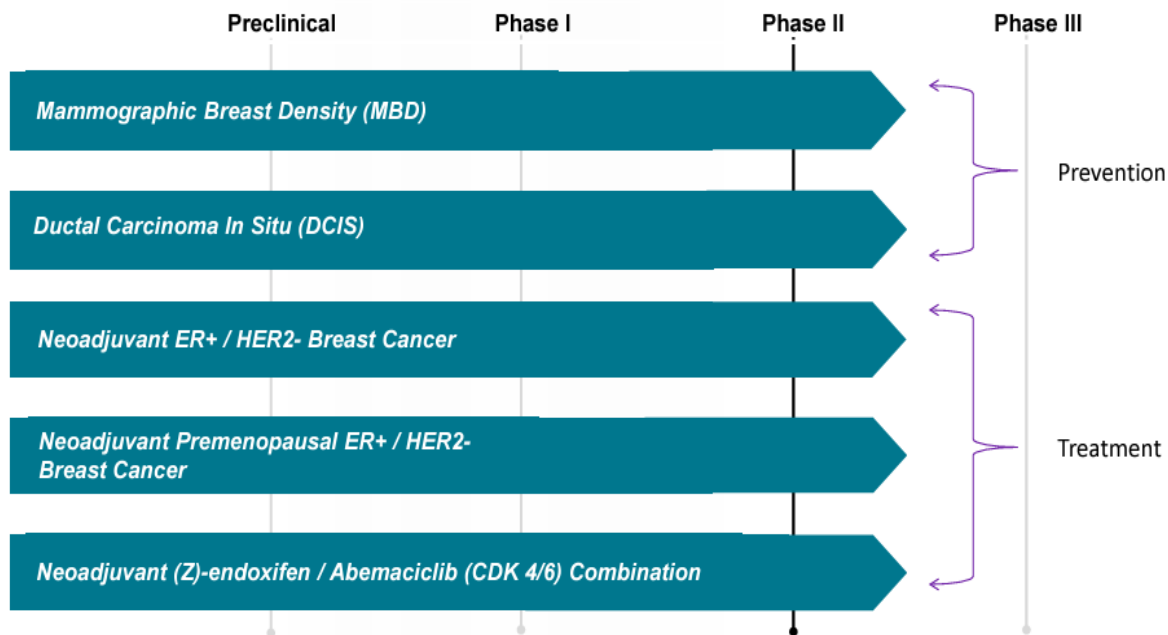 Preclinical Phase I Phase II Phase III
Mammographic Breast Density (MBD)
Prevention
Ductal Carcinoma In Situ (DCIS)
Neoadjuvant ER+ / HER2- Breast Cancer
Neoadjuvant Premenopausal ER+ / HER2-
Breast Cancer
Treatment
Neoadjuvant (Z)-endoxifen / Abemaciclib (CDK 4/6) Combination